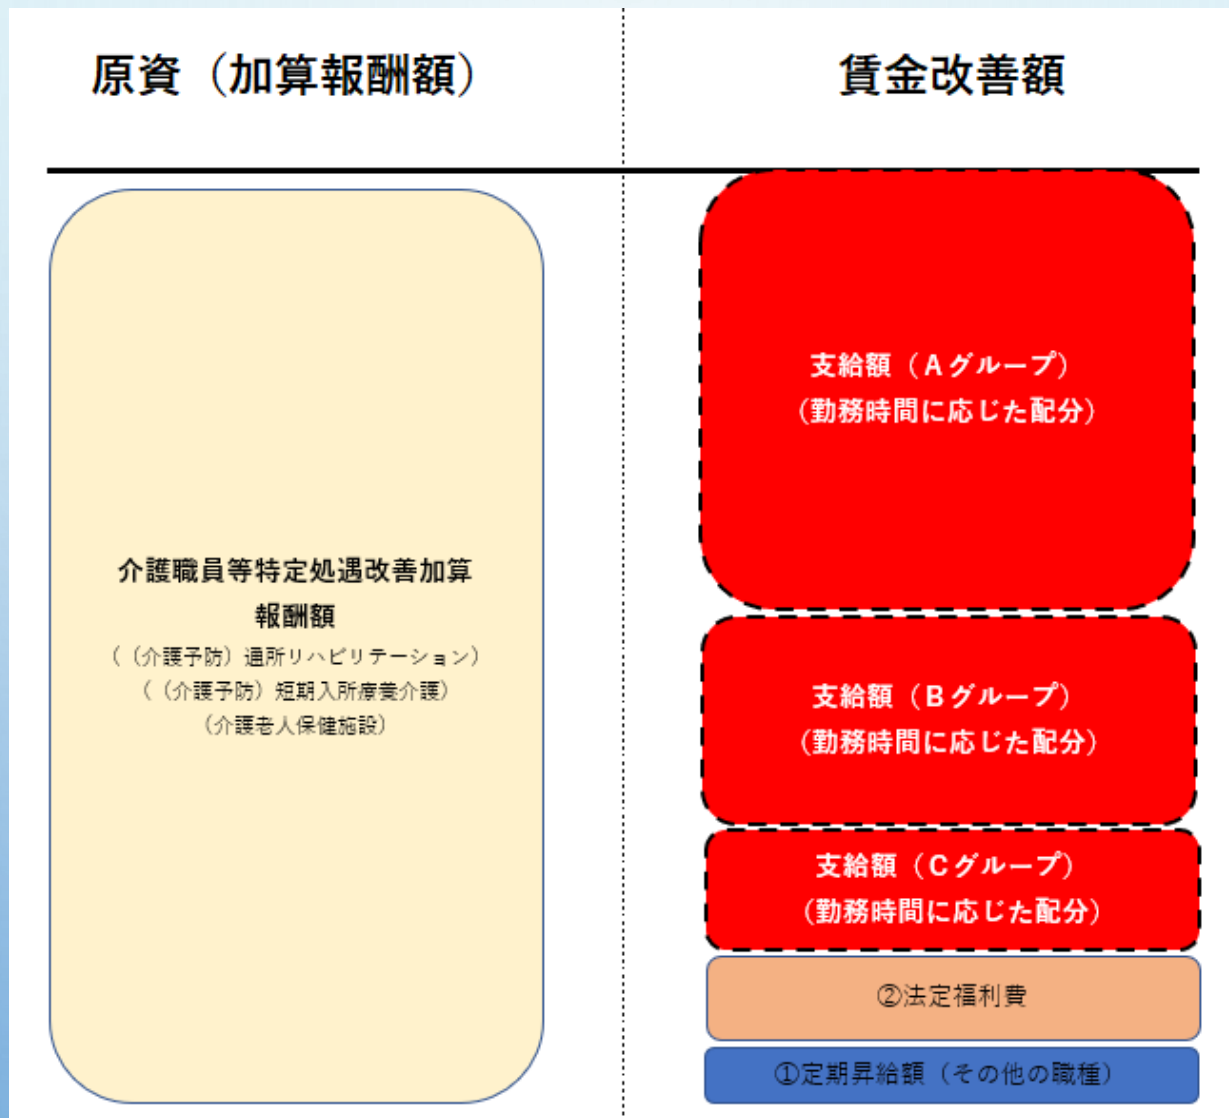 原資（加算報酬額）
賃金改善額
介護職員等特定処遇改善加算
報酬額
（（介護予防）通所リハビリテーション）
（（介護予防）短期入所療養介護）
（介護老人保健施設）
支給額（Ａグループ）
（勤務時間に応じた配分）
支給額（Ｂグループ）
（勤務時間に応じた配分）
支給額（Ｃグループ）
（勤務時間に応じた配分）
②法定福利費
①定期昇給額（その他の職種）